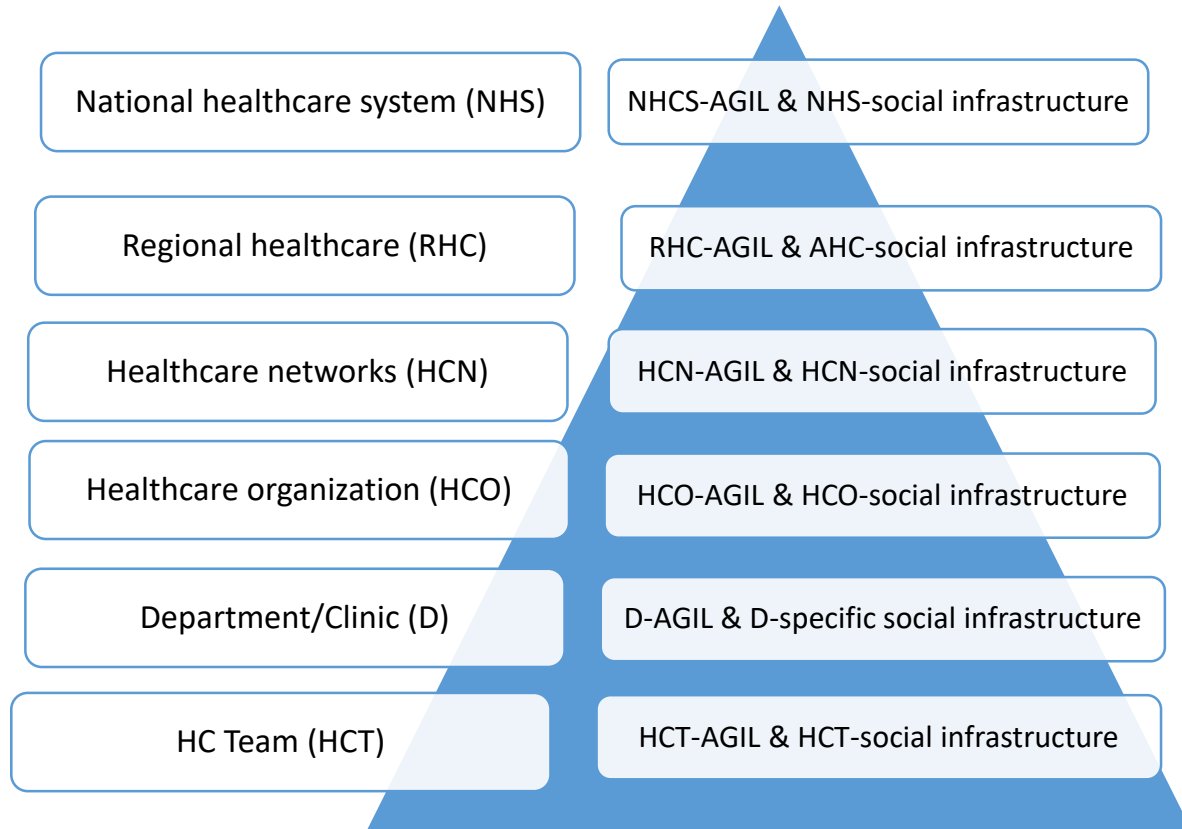 National healthcare system (NHS)
NHCS-AGIL & NHS-social infrastructure
Regional healthcare (RHC)
RHC-AGIL & AHC-social infrastructure
Healthcare networks (HCN)
HCN-AGIL & HCN-social infrastructure
Healthcare organization (HCO)
HCO-AGIL & HCO-social infrastructure
Department/Clinic (D)
D-AGIL & D-specific social infrastructure
HC Team (HCT)
HCT-AGIL & HCT-social infrastructure